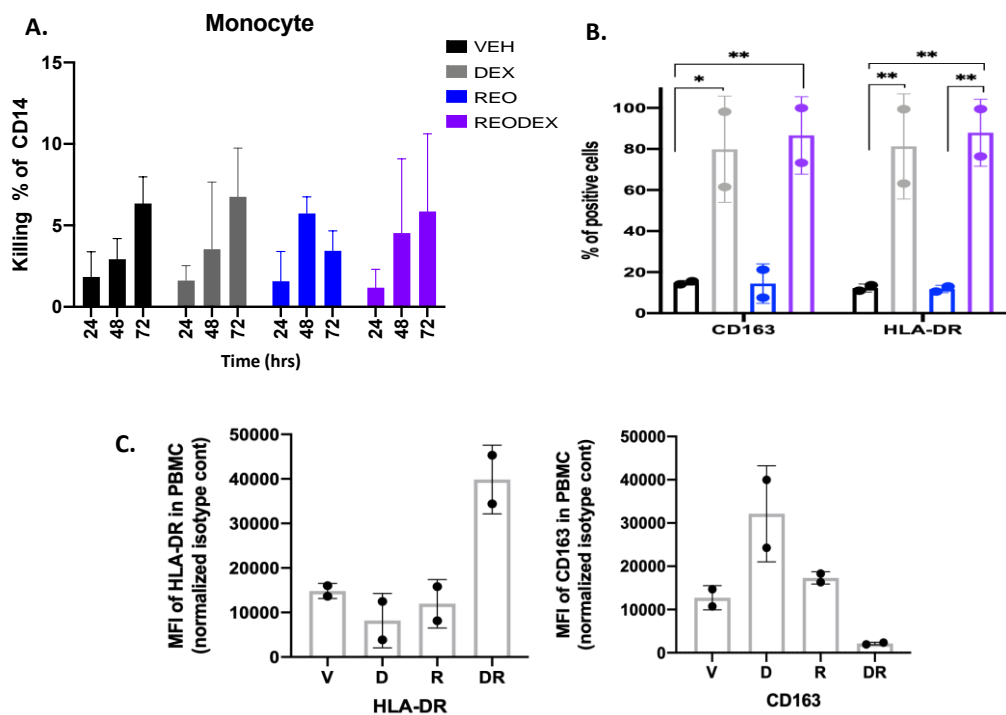 A.
Monocyte
VEH
DEX
REO
REODEX
Killing % of CD14
15
10
5
0
24 48 72 24 48 72 24 48 72 24 48 72
Time (hrs)
B.
** **
* ** **
% of positive cells
100
80
60
40
20
0
CD163 HLA-DR
C.
MFI of HLA-DR in PBMC
(normalized isotype cont)
50000
40000
30000
20000
10000
0
V D R DR
HLA-DR
MFI of CD163 in PBMC
(normalized isotype cont)
50000
40000
30000
20000
10000
0
V D R DR
CD163